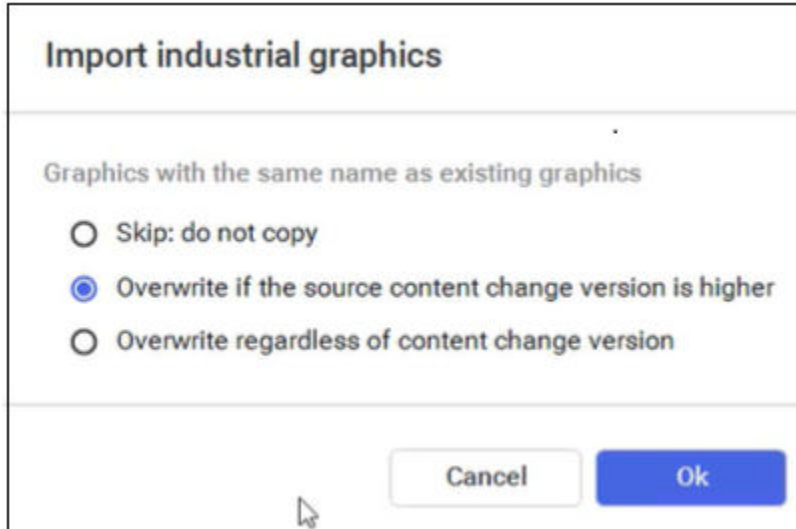 Import industrial graphics
Graphics with the same name as existing graphics
Skip: do not copy
Overwrite if the source content change version is higher
Overwrite regardless of content change version
Cancel
Ok